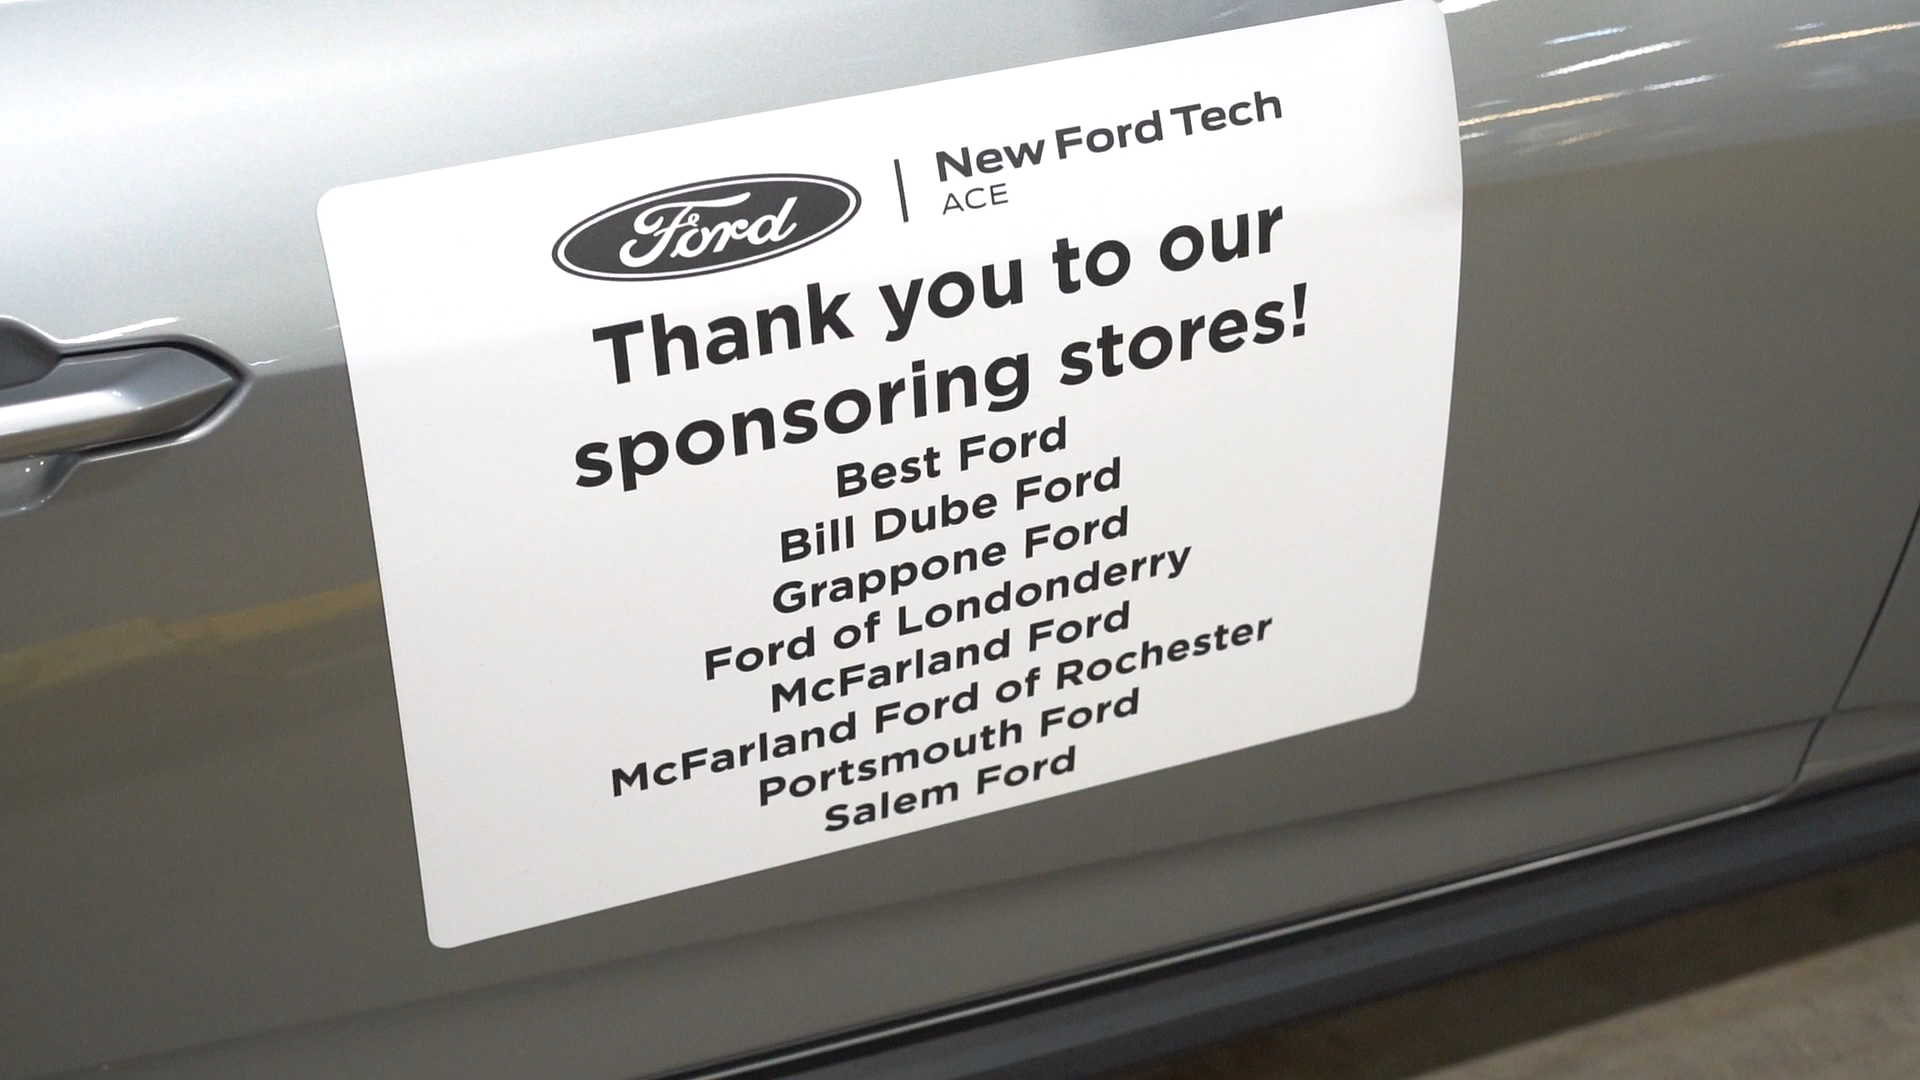 Ford | New Ford Tech
ACE
Thank you to our
sponsoring stores!
Best Ford
Bill Dube Ford
Grappone Ford
Ford of Londonderry
McFarland Ford
McFarland Ford of Rochester
Portsmouth Ford
Salem Ford